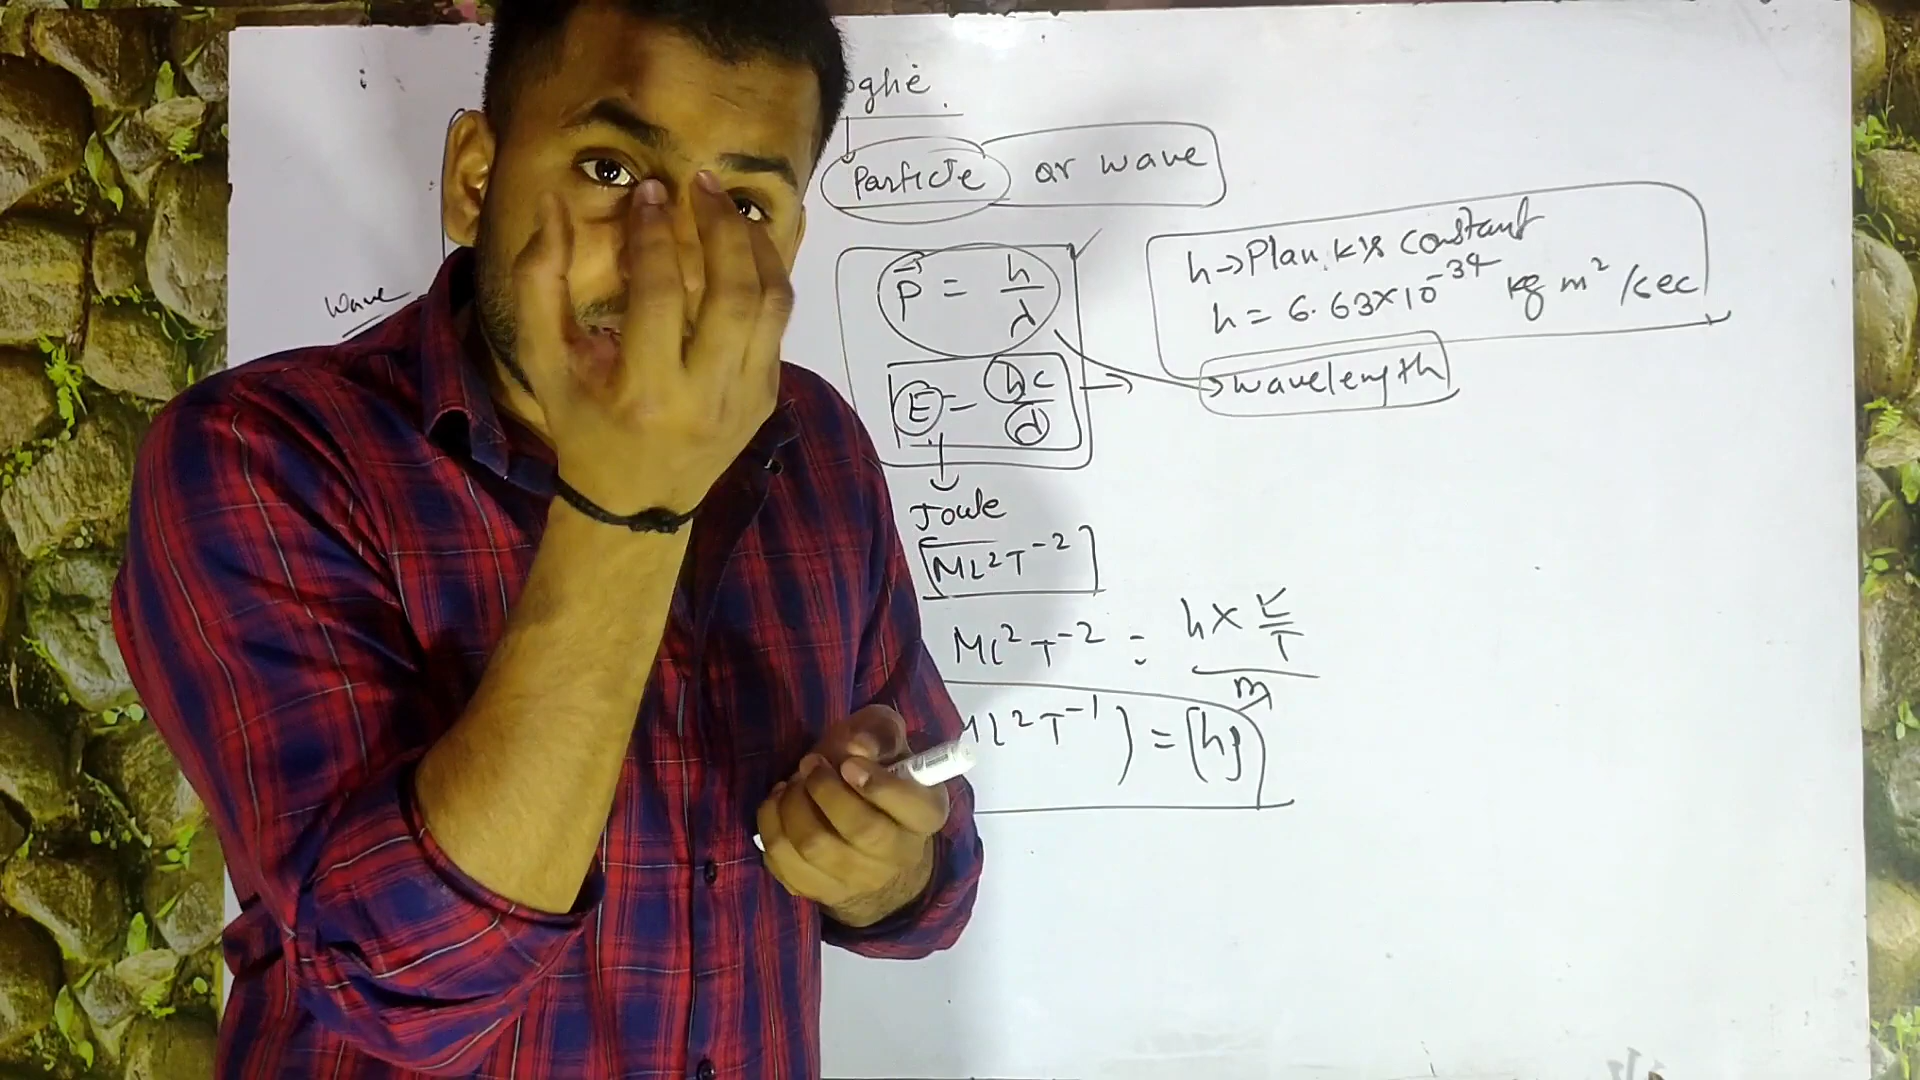 oghe
Particle or wave
Wave
p⃗ = h/λ
h → Planck's constant
h = 6.63×10⁻³⁴ kg m²/sec
E = hc/λ
wavelength
Joule
[ML²T⁻²]
ML²T⁻² = h × L/T
ML²T⁻¹) = [h]